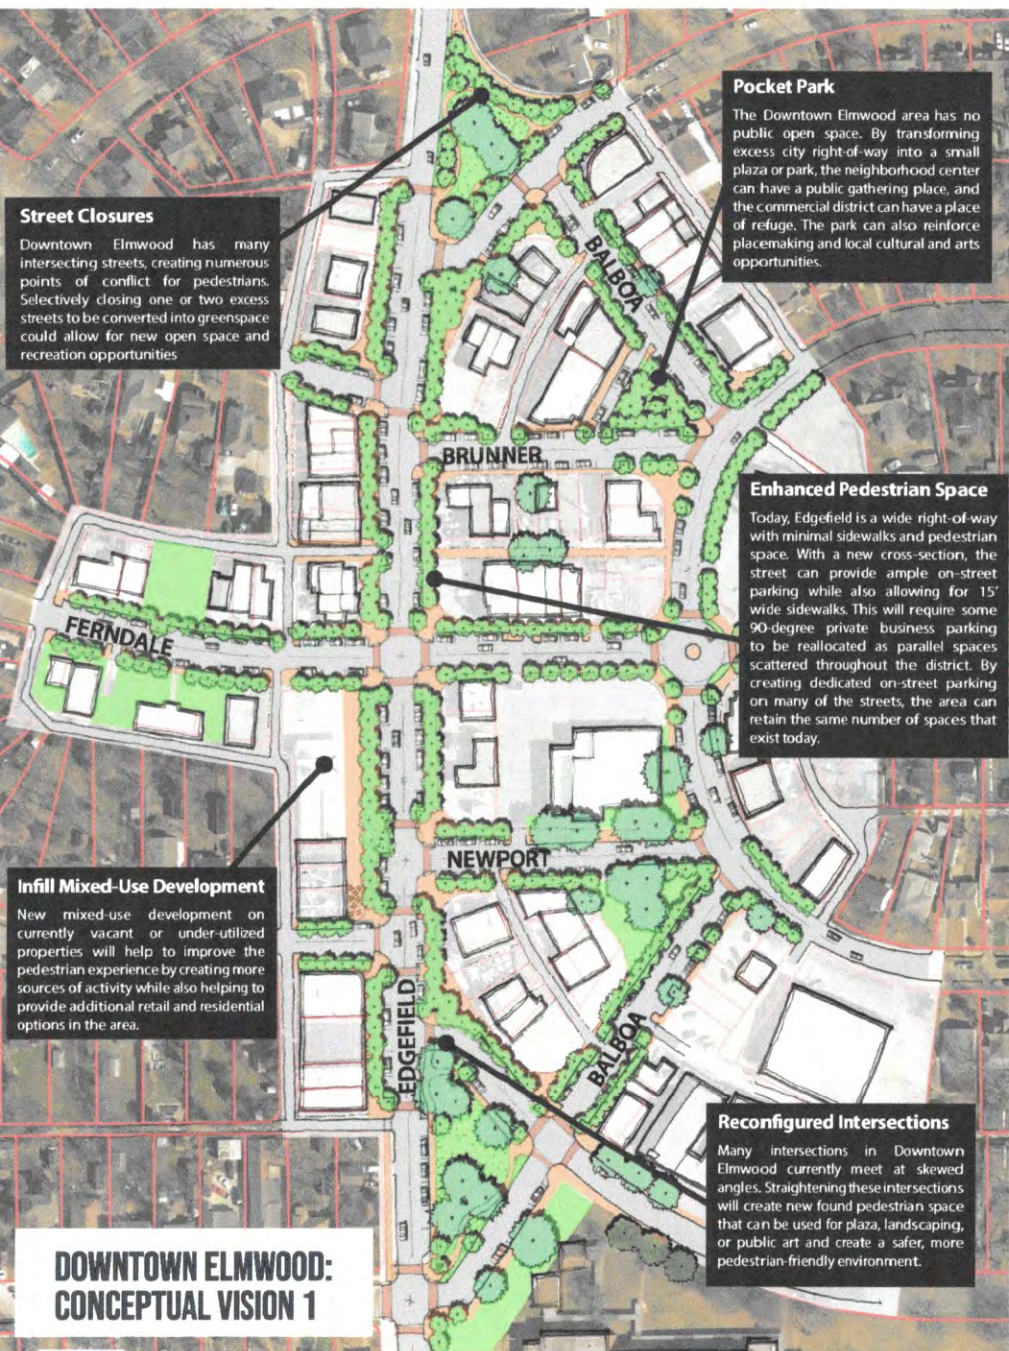 Pocket Park
The Downtown Elmwood area has no
public open space. By transforming
excess city right-of-way into a small
plaza or park, the neighborhood center
can have a public gathering place, and
the commercial district can have a place
of refuge. The park can also reinforce
placemaking and local cultural and arts
opportunities.
Street Closures
Downtown Elmwood has many
intersecting streets, creating numerous
points of conflict for pedestrians.
Selectively closing one or two excess
streets to be converted into greenspace
could allow for new open space and
recreation opportunities
BALBOA
BRUNNER
Enhanced Pedestrian Space
Today, Edgefield is a wide right-of-way
with minimal sidewalks and pedestrian
space. With a new cross-section, the
street can provide ample on-street
parking while also allowing for 15'
wide sidewalks. This will require some
90-degree private business parking
to be reallocated as parallel spaces
scattered throughout the district. By
creating dedicated on-street parking
on many of the streets, the area can
retain the same number of spaces that
exist today.
FERNDALE
NEWPORT
Infill Mixed-Use Development
New mixed-use development on
currently vacant or under-utilized
properties will help to improve the
pedestrian experience by creating more
sources of activity while also helping to
provide additional retail and residential
options in the area.
EDGEFIELD
BALBOA
Reconfigured Intersections
Many intersections in Downtown
Elmwood currently meet at skewed
angles. Straightening these intersections
will create new found pedestrian space
that can be used for plaza, landscaping,
or public art and create a safer, more
pedestrian-friendly environment.
DOWNTOWN ELMWOOD:
CONCEPTUAL VISION 1